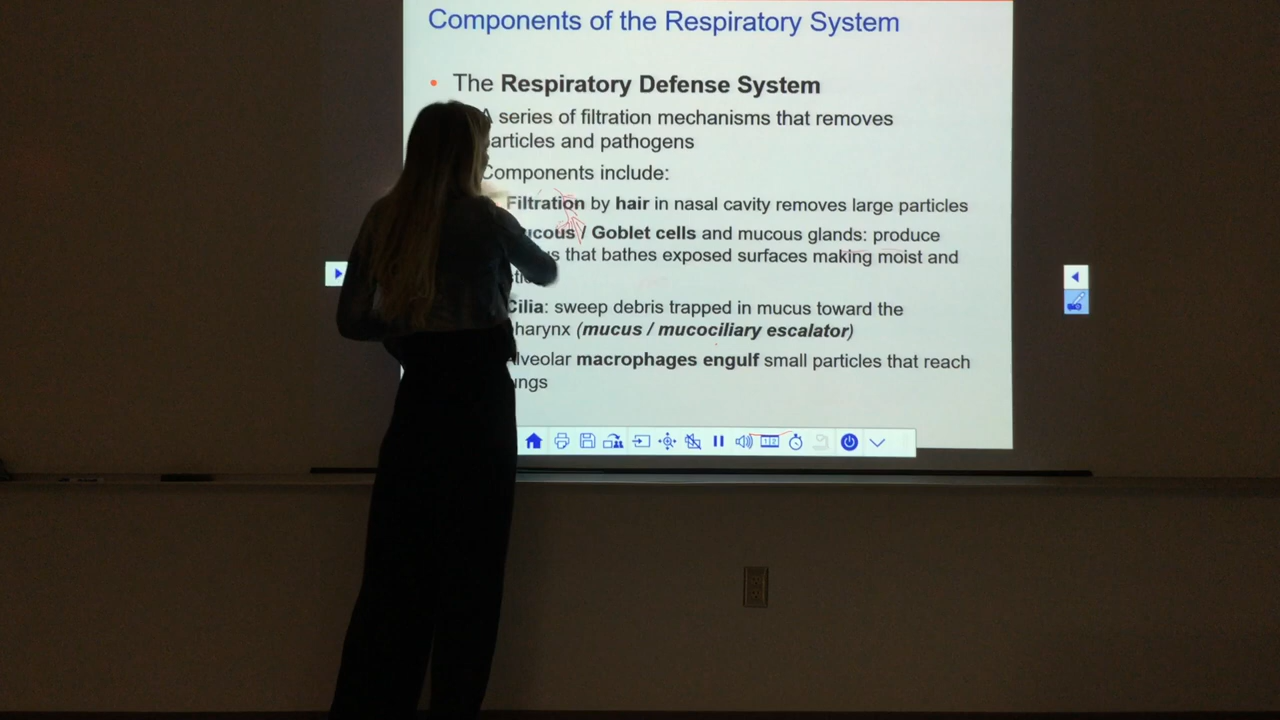 Components of the Respiratory System
• The Respiratory Defense System
A series of filtration mechanisms that removes
articles and pathogens
Components include:
Filtration by hair in nasal cavity removes large particles
ucous / Goblet cells and mucous glands: produce
s that bathes exposed surfaces making moist and
Cilia: sweep debris trapped in mucus toward the
harynx (mucus / mucociliary escalator)
lveolar macrophages engulf small particles that reach
ungs